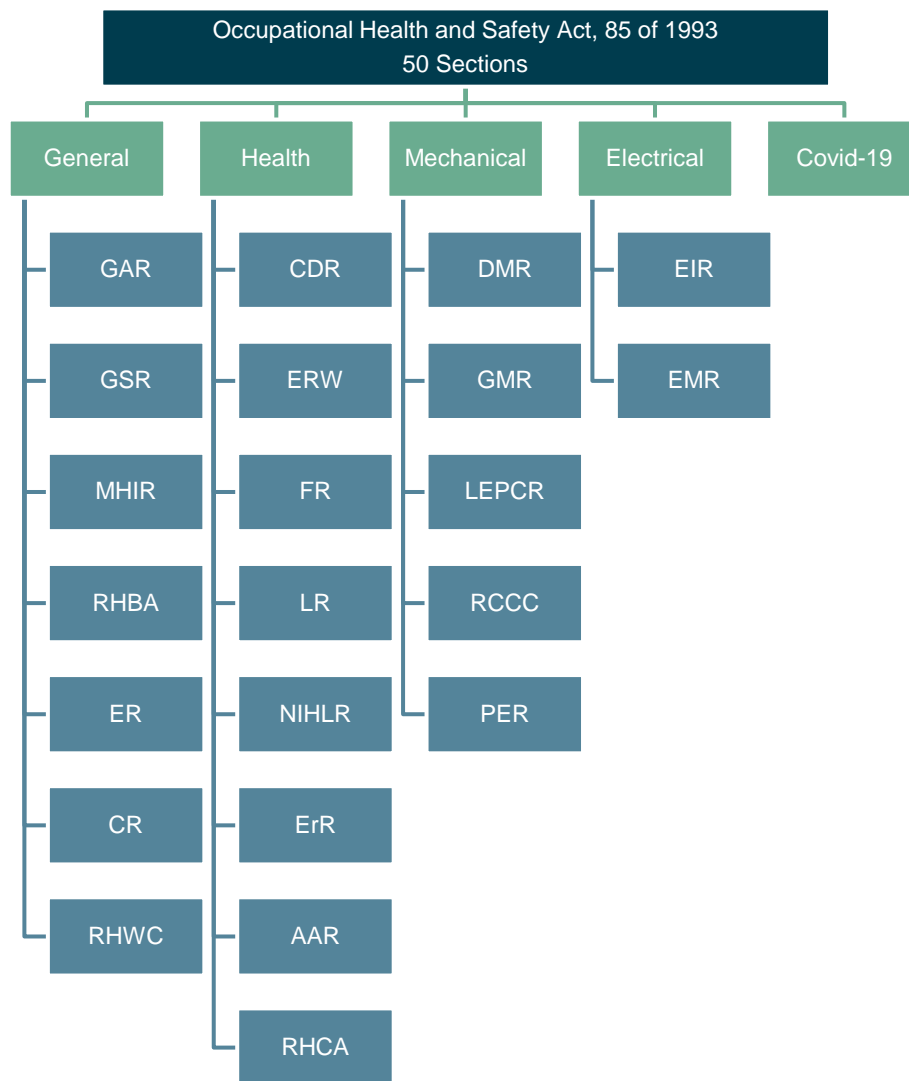 Occupational Health and Safety Act, 85 of 1993
50 Sections
General
Health
Mechanical
Electrical
Covid-19
GAR
CDR
DMR
EIR
GSR
ERW
GMR
EMR
MHIR
FR
LEPCR
RHBA
LR
RCCC
ER
NIHLR
PER
CR
ErR
RHWC
AAR
RHCA